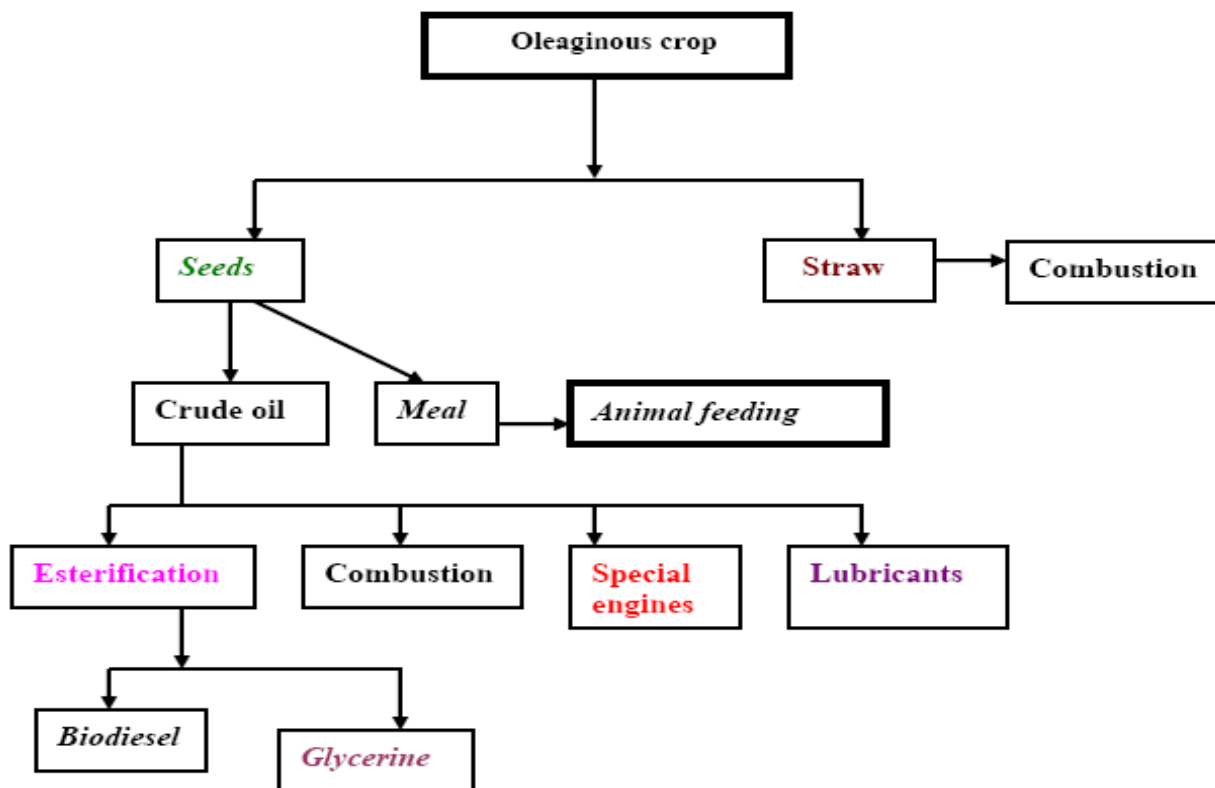 Oleaginous crop
Seeds
Straw
Combustion
Crude oil
Meal
Animal feeding
Esterification
Combustion
Special
engines
Lubricants
Biodiesel
Glycerine